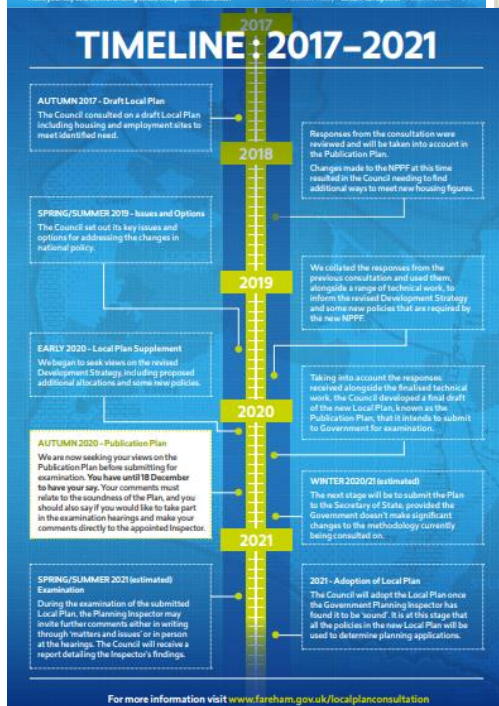 2017
TIMELINE: 2017–2021
AUTUMN 2017 - Draft Local Plan
The Council consulted on a draft Local Plan
including housing and employment sites to
meet identified need.
Responses from the consultation were
reviewed and will be taken into account in
the Publication Plan.
Changes made to the NPPF at this time
resulted in the Council needing to find
additional ways to meet new housing figures.
2018
SPRING/SUMMER 2019 - Issues and Options
The Council set out its key issues and
options for addressing the changes in
national policy.
We collated the responses from the
previous consultation and used them,
alongside a range of technical work, to
inform the revised Development Strategy
and some new policies that are required by
the new NPPF.
2019
EARLY 2020 - Local Plan Supplement
We began to seek views on the revised
Development Strategy, including proposed
additional allocations and some new policies.
Taking into account the responses
received alongside the finalised technical
work, the Council developed a final draft
of the new Local Plan, known as the
Publication Plan, that it intends to submit
to Government for examination.
2020
AUTUMN 2020 - Publication Plan
We are now seeking your views on the
Publication Plan before submitting for
examination. You have until 18 December
to have your say. Your comments must
relate to the soundness of the Plan, and you
should also say if you would like to take part
in the examination hearings and make your
comments directly to the appointed Inspector.
WINTER 2020/21 (estimated)
The next stage will be to submit the Plan
to the Secretary of State, provided the
Government doesn't make significant
changes to the methodology currently
being consulted on.
2021
SPRING/SUMMER 2021 (estimated)
Examination
During the examination of the submitted
Local Plan, the Planning Inspector may
invite further comments either in writing
through 'matters and issues' or in person
at the hearings. The Council will receive a
report detailing the Inspector's findings.
2021 - Adoption of Local Plan
The Council will adopt the Local Plan once
the Government Planning Inspector has
found it to be 'sound'. It is at this stage that
all the policies in the new Local Plan will be
used to determine planning applications.
For more information visit www.fareham.gov.uk/localplanconsultation